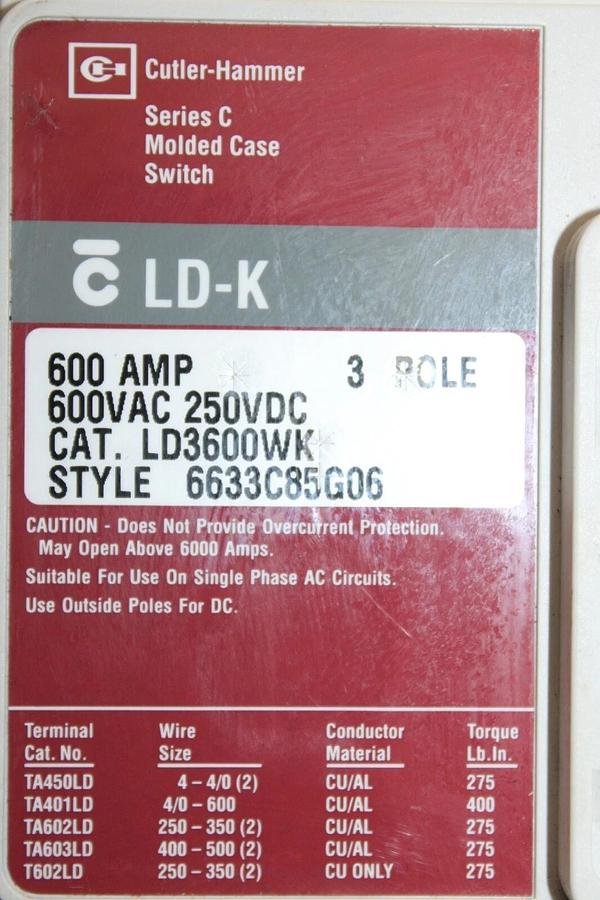 Cutler-Hammer
Series C
Molded Case
Switch
C LD-K
600 AMP 3 POLE
600VAC 250VDC
CAT. LD3600WK
STYLE 6633C85G06
CAUTION - Does Not Provide Overcurrent Protection.
May Open Above 6000 Amps.
Suitable For Use On Single Phase AC Circuits.
Use Outside Poles For DC.
Terminal Wire Conductor Torque
Cat. No. Size Material Lb.In.
TA450LD 4 – 4/0 (2) CU/AL 275
TA401LD 4/0 – 600 CU/AL 400
TA602LD 250 – 350 (2) CU/AL 275
TA603LD 400 – 500 (2) CU/AL 275
T602LD 250 – 350 (2) CU ONLY 275